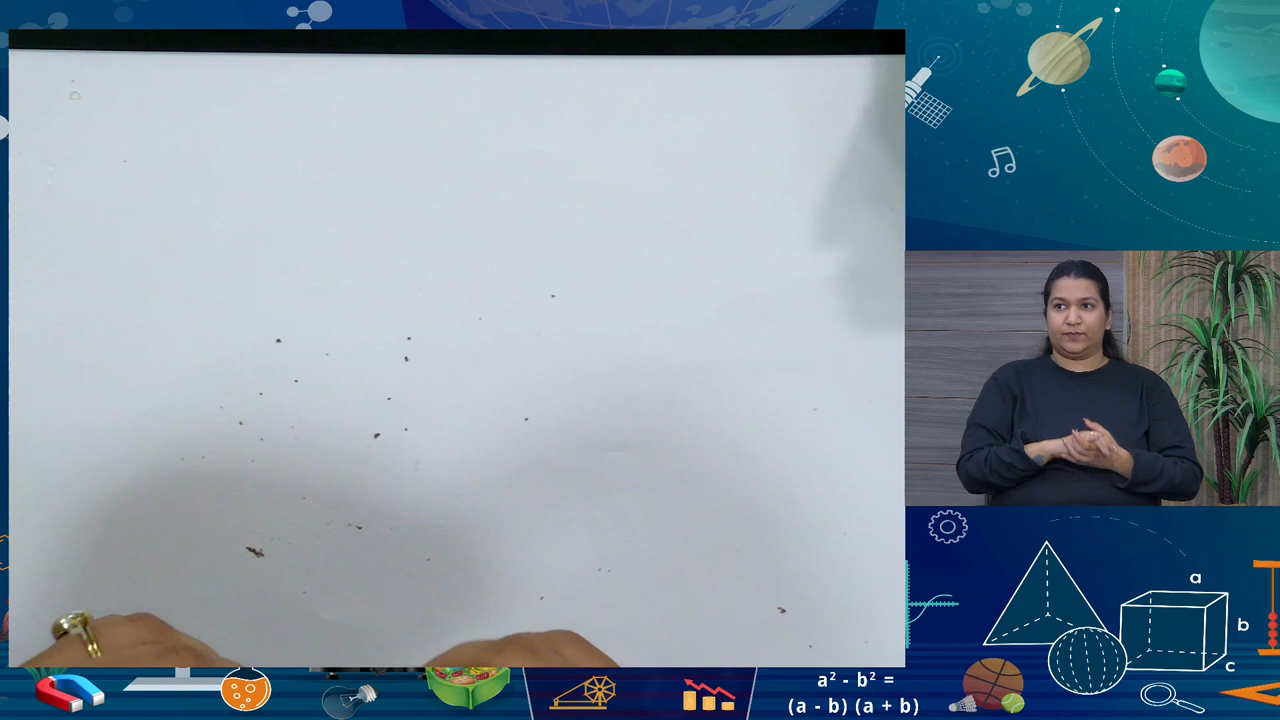 a
b
c
a² - b² =
(a - b) (a + b)